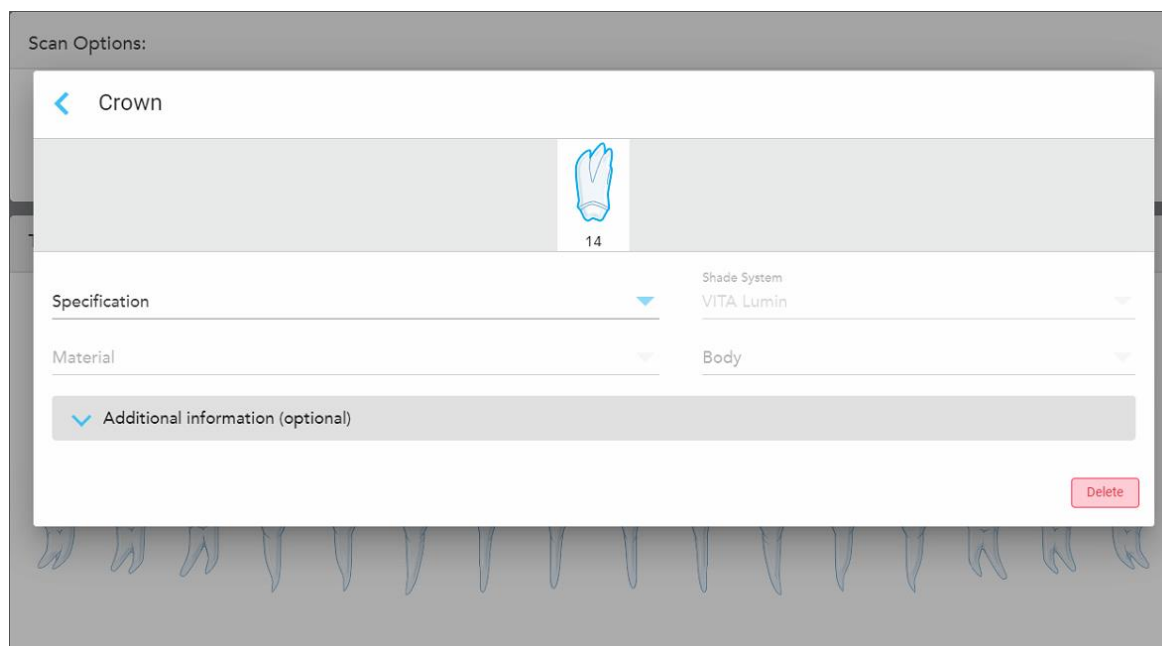 Scan Options:
Crown
14
Specification
Shade System
VITA Lumin
Material
Body
Additional information (optional)
Delete